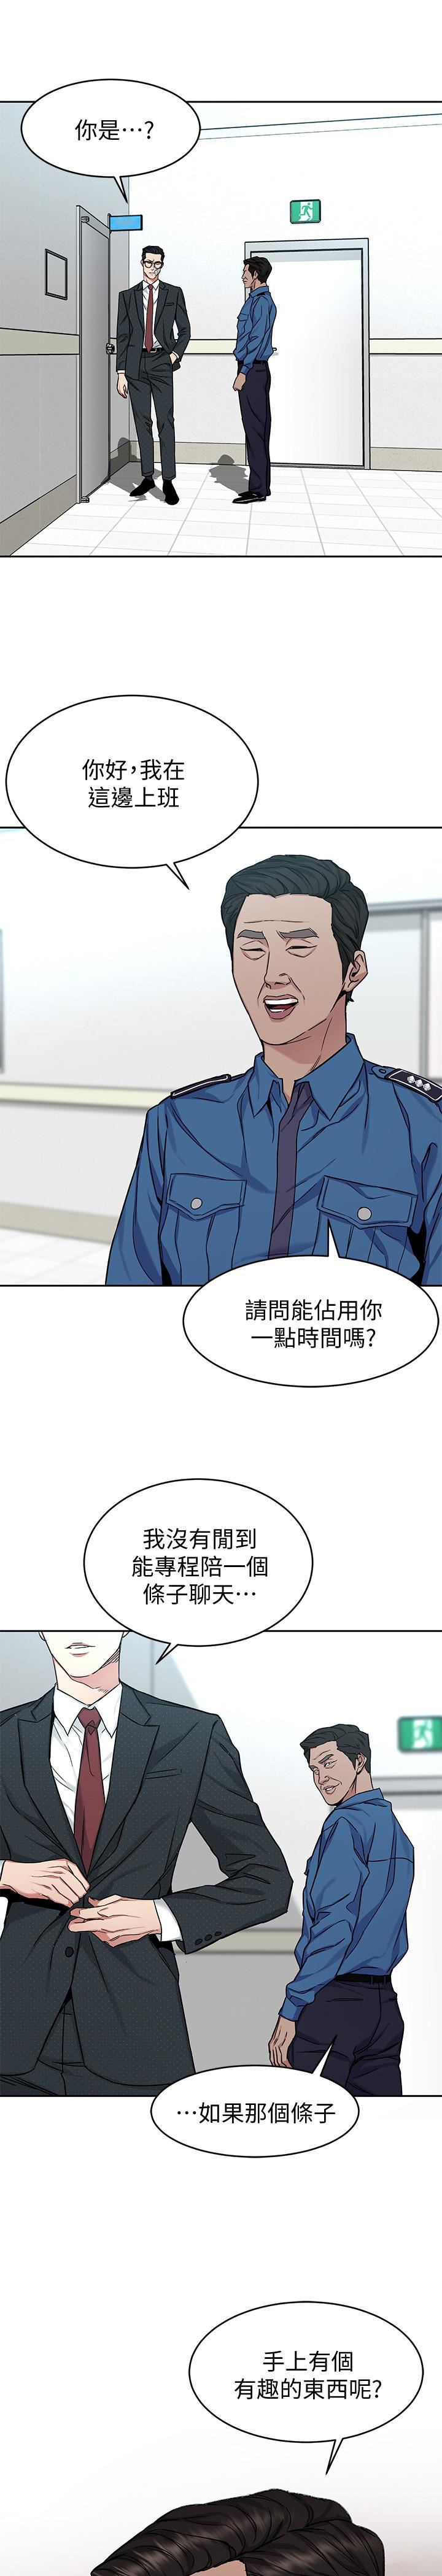 你是…?
你好,我在
這邊上班
請問能佔用你
一點時間嗎?
我沒有閒到
能專程陪一個
條子聊天…
…如果那個條子
手上有個
有趣的東西呢?